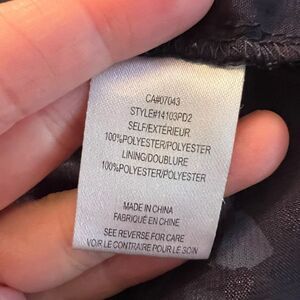 CA#07043
STYLE#14103PD2
SELF/EXTÉRIEUR
100%POLYESTER/POLYESTER
LINING/DOUBLURE
100%POLYESTER/POLYESTER
MADE IN CHINA
FABRIQUÉ EN CHINE
SEE REVERSE FOR CARE
VOIR LE CONTRAIRE POUR LE SOIN